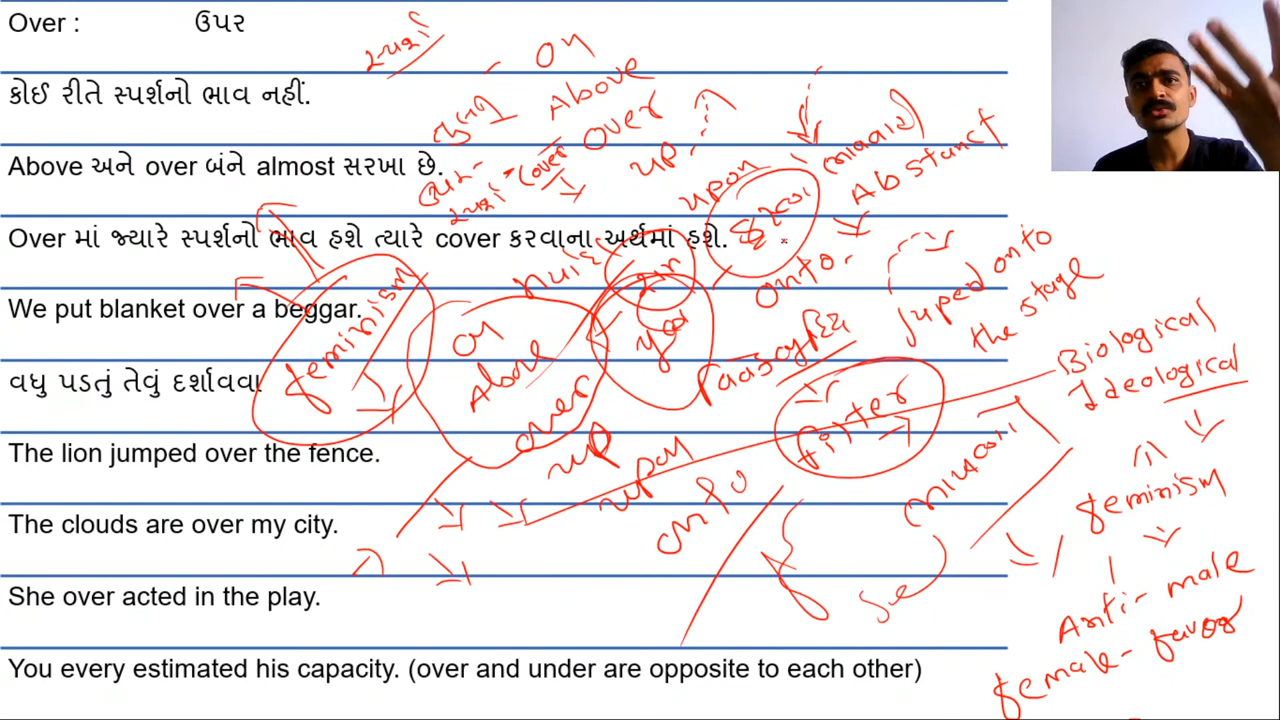 Over : ઉપર
સ્પર્શ
On
કોઈ રીતે સ્પર્શનો ભાવ નહીં.
Above
Over
cover
up
upon
Abstunct
Above અને over બંને almost સરખા છે.
Over માં જ્યારે સ્પર્શનો ભાવ હશે ત્યારે cover કરવાના અર્થમાં હશે.
onto
juped onto
the stage
We put blanket over a beggar.
feminism
on
Above
over
up
upon
onto
filter
Biological
Ideological
વધુ પડતું તેવું દર્શાવવા
The lion jumped over the fence.
feminism
The clouds are over my city.
She over acted in the play.
Anti-male
female-favor
You every estimated his capacity. (over and under are opposite to each other)